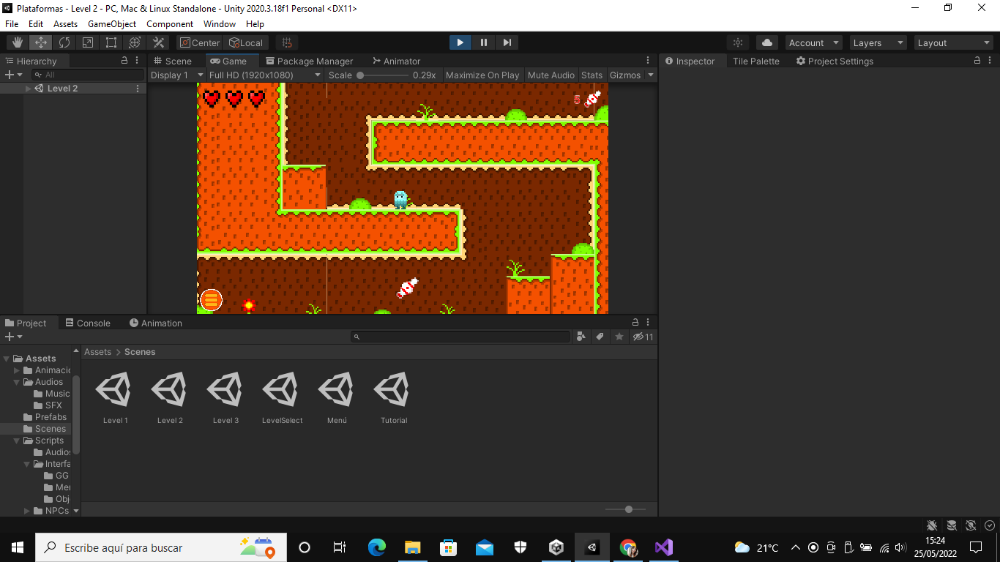 Plataformas - Level 2 - PC, Mac & Linux Standalone - Unity 2020.3.18f1 Personal <DX11>
File Edit Assets GameObject Component Window Help
Center Local Account Layers Layout
Hierarchy Scene Game Package Manager Animator Inspector Tile Palette Project Settings
All Display 1 Full HD (1920x1080) Scale 0.29x Maximize On Play Mute Audio Stats Gizmos
Level 2
5
Project Console Animation
11
Assets > Scenes
Assets
Animacio
Audios
Music
SFX
Prefabs
Scenes
Scripts
Audios
Interfa
GG
Men
Obj
NPCs
Level 1 Level 2 Level 3 LevelSelect Menú Tutorial
Escribe aquí para buscar
21°C
15:24
25/05/2022